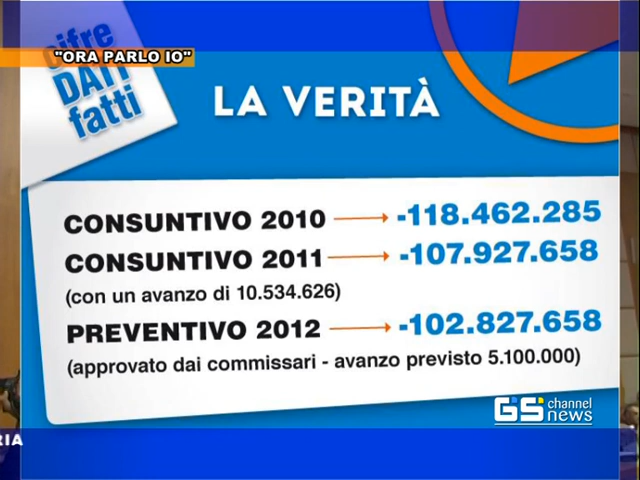 "ORA PARLO IO"
cifre
DATI
fatti
LA VERITÀ
CONSUNTIVO 2010 -118.462.285
CONSUNTIVO 2011 -107.927.658
(con un avanzo di 10.534.626)
PREVENTIVO 2012 -102.827.658
(approvato dai commissari - avanzo previsto 5.100.000)
GS channel
news
RIA